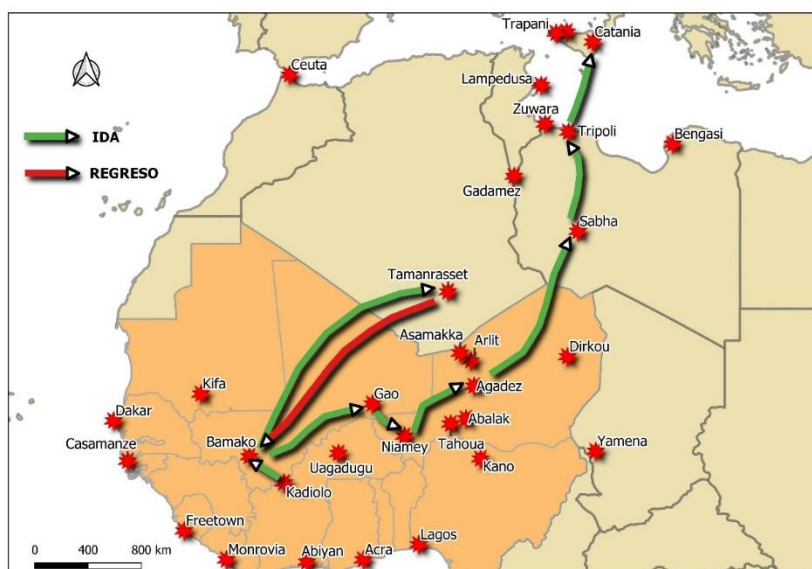 Trapani
Catania
Ceuta
Lampedusa
Zuwara
Tripoli
IDA
Bengasi
REGRESO
Gadamez
Sabha
Tamanrasset
Asamakka
Arlit
Dirkou
Kifa
Gao
Agadez
Dakar
Abalak
Bamako
Niamey
Tahoua
Casamanze
Yamena
Uagadugu
Kano
Kadiolo
Freetown
Lagos
Monrovia
Abiyan
Acra
0 400 800 km